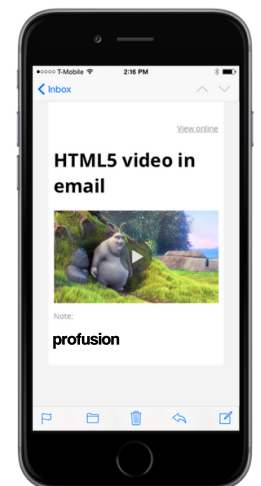 T-Mobile 2:16 PM
Inbox
View online
HTML5 video in
email
Note:
profusion